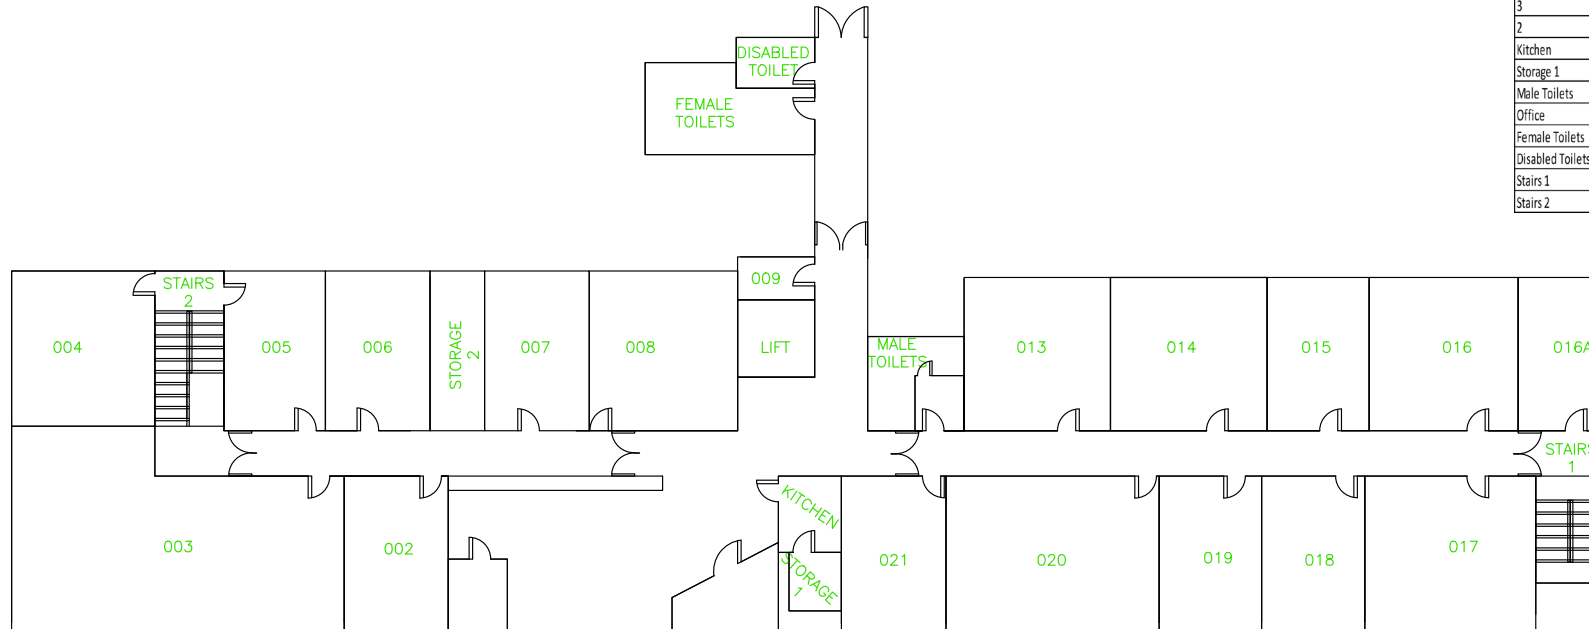 3
2
Kitchen
Storage 1
Male Toilets
Office
Female Toilets
Disabled Toilets
Stairs 1
Stairs 2
DISABLED
TOILET
FEMALE
TOILETS
STAIRS
2
009
004
005
006
STORAGE
2
007
008
LIFT
MALE
TOILETS
013
014
015
016
016A
STAIRS
1
KITCHEN
STORAGE
1
003
002
021
020
019
018
017